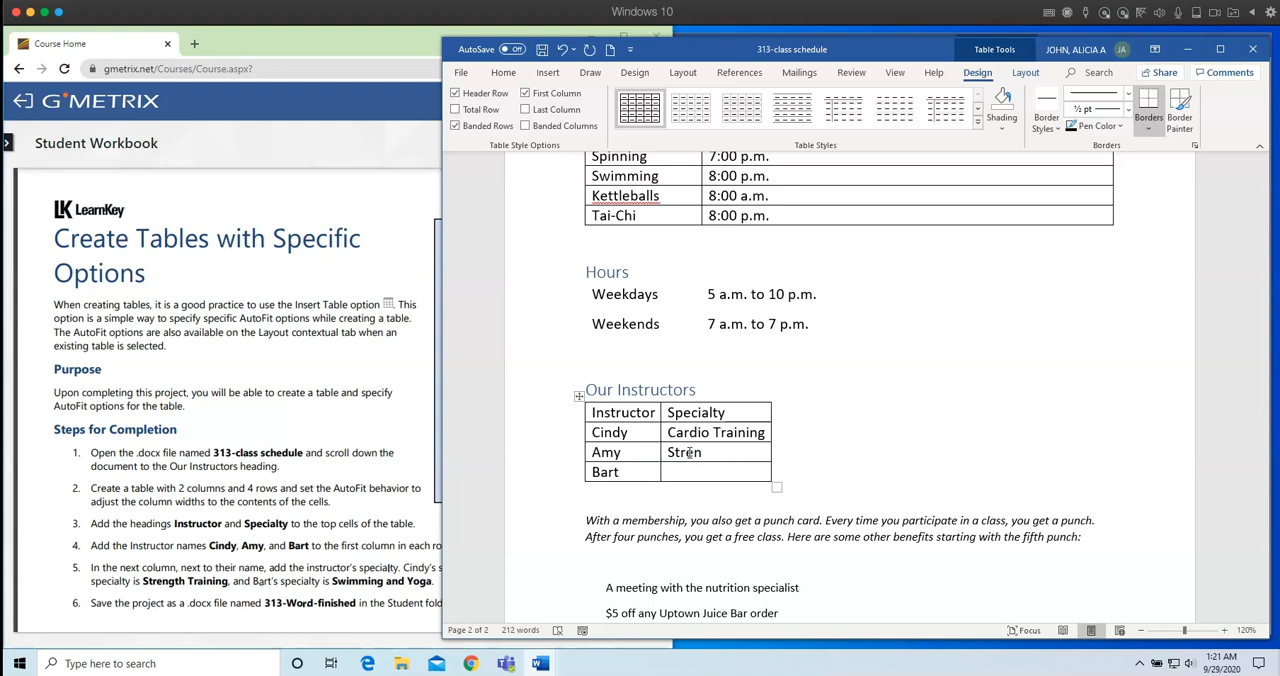 Windows 10
Course Home
gmetrix.net/Courses/Course.aspx?
G*METRIX
Student Workbook
LK LearnKey
Create Tables with Specific
Options
When creating tables, it is a good practice to use the Insert Table option . This
option is a simple way to specify specific AutoFit options while creating a table.
The AutoFit options are also available on the Layout contextual tab when an
existing table is selected.
Purpose
Upon completing this project, you will be able to create a table and specify
AutoFit options for the table.
Steps for Completion
1. Open the .docx file named 313-class schedule and scroll down the
document to the Our Instructors heading.
2. Create a table with 2 columns and 4 rows and set the AutoFit behavior to
adjust the column widths to the contents of the cells.
3. Add the headings Instructor and Specialty to the top cells of the table.
4. Add the Instructor names Cindy, Amy, and Bart to the first column in each ro
5. In the next column, next to their name, add the instructor's specialty. Cindy's
specialty is Strength Training, and Bart's specialty is Swimming and Yoga.
6. Save the project as a .docx file named 313-Word-finished in the Student fold
AutoSave Off
313-class schedule
Table Tools
JOHN, ALICIA A JA
File Home Insert Draw Design Layout References Mailings Review View Help Design Layout Search Share Comments
Header Row First Column
Total Row Last Column
Banded Rows Banded Columns
Table Style Options
Table Styles
Shading
Border Styles
½ pt
Pen Color
Borders
Border Painter
Borders
Spinning 7:00 p.m.
Swimming 8:00 p.m.
Kettleballs 8:00 a.m.
Tai-Chi 8:00 p.m.
Hours
Weekdays 5 a.m. to 10 p.m.
Weekends 7 a.m. to 7 p.m.
Our Instructors
Instructor Specialty
Cindy Cardio Training
Amy Stren
Bart
With a membership, you also get a punch card. Every time you participate in a class, you get a punch.
After four punches, you get a free class. Here are some other benefits starting with the fifth punch:
A meeting with the nutrition specialist
$5 off any Uptown Juice Bar order
Page 2 of 2 212 words
Focus
120%
Type here to search
1:21 AM
9/29/2020